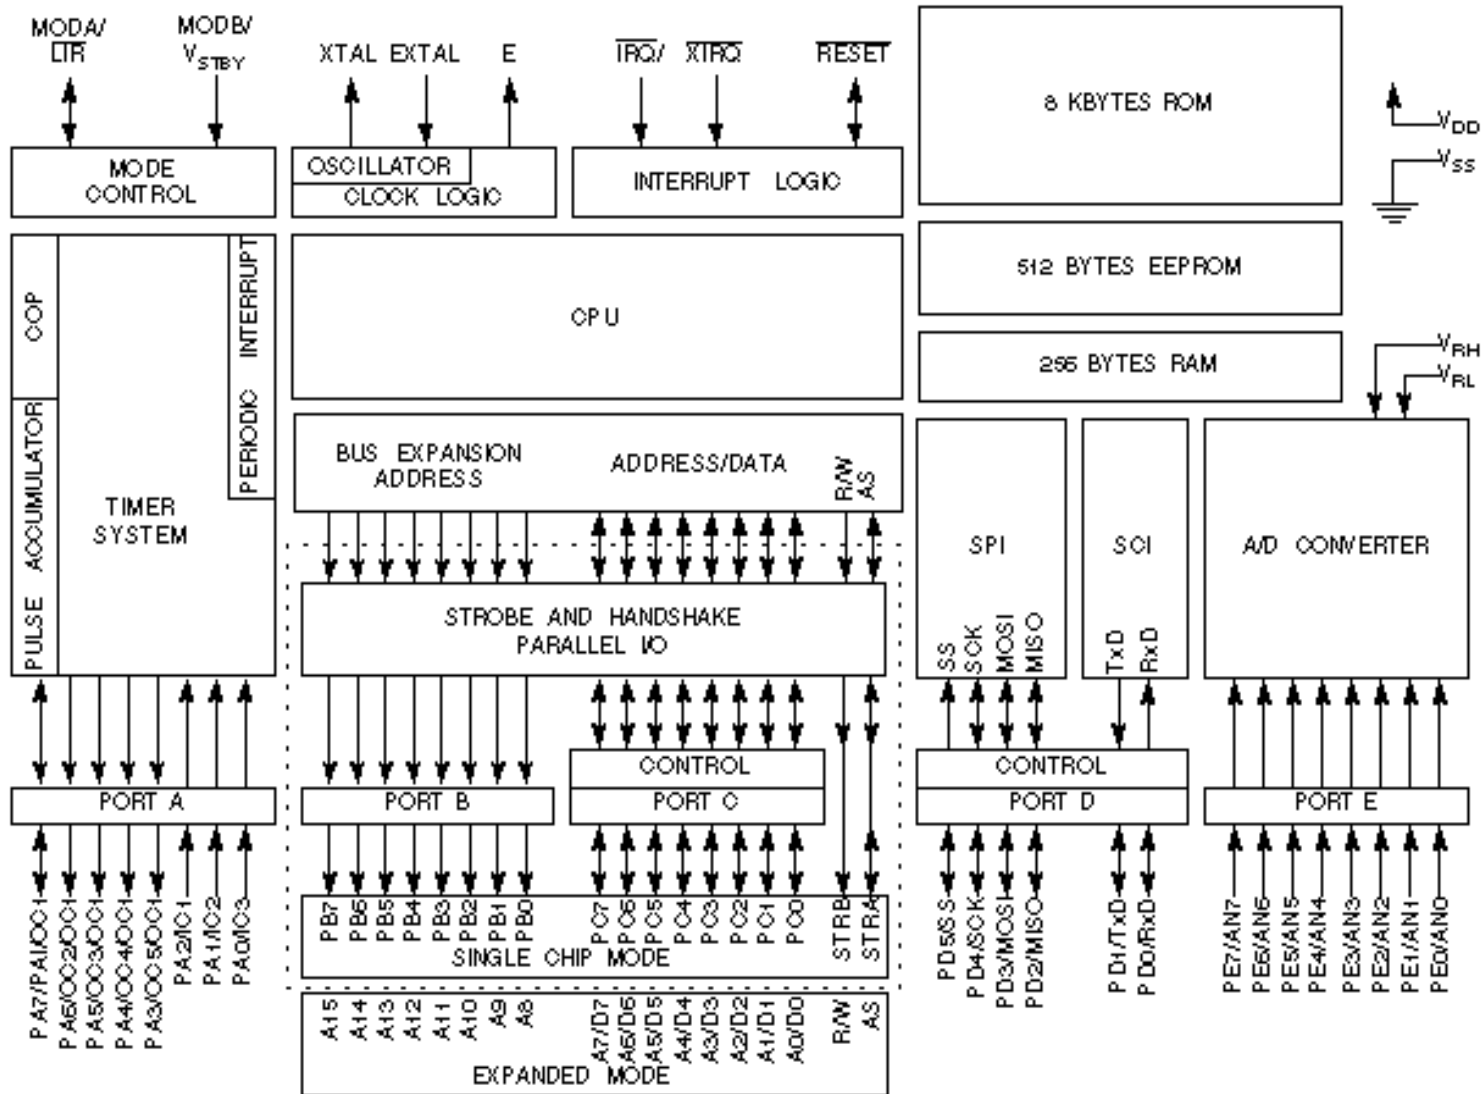 MODA/
LIR
MODB/
VSTBY
XTAL EXTAL E
IRQ/ XIRQ
RESET
8 KBYTES ROM
VDD
VSS
MODE
CONTROL
OSCILLATOR
CLOCK LOGIC
INTERRUPT LOGIC
512 BYTES EEPROM
COP
PERIODIC INTERRUPT
CPU
256 BYTES RAM
VRH
VRL
PULSE ACCUMULATOR
TIMER
SYSTEM
BUS EXPANSION
ADDRESS
ADDRESS/DATA
R/W
AS
SPI
SCI
A/D CONVERTER
STROBE AND HANDSHAKE
PARALLEL I/O
SS
SCK
MOSI
MISO
TxD
RxD
CONTROL
CONTROL
PORT A
PORT B
PORT C
PORT D
PORT E
PA7/PAI/OC1
PA6/OC2/OC1
PA5/OC3/OC1
PA4/OC4/OC1
PA3/OC5/OC1
PA2/IC1
PA1/IC2
PA0/IC3
PB7
PB6
PB5
PB4
PB3
PB2
PB1
PB0
PC7
PC6
PC5
PC4
PC3
PC2
PC1
PC0
STRB
STRA
SINGLE CHIP MODE
PD5/SS
PD4/SCK
PD3/MOSI
PD2/MISO
PD1/TxD
PD0/RxD
PE7/AN7
PE6/AN6
PE5/AN5
PE4/AN4
PE3/AN3
PE2/AN2
PE1/AN1
PE0/AN0
A15
A14
A13
A12
A11
A10
A9
A8
A7/D7
A6/D6
A5/D5
A4/D4
A3/D3
A2/D2
A1/D1
A0/D0
R/W
AS
EXPANDED MODE